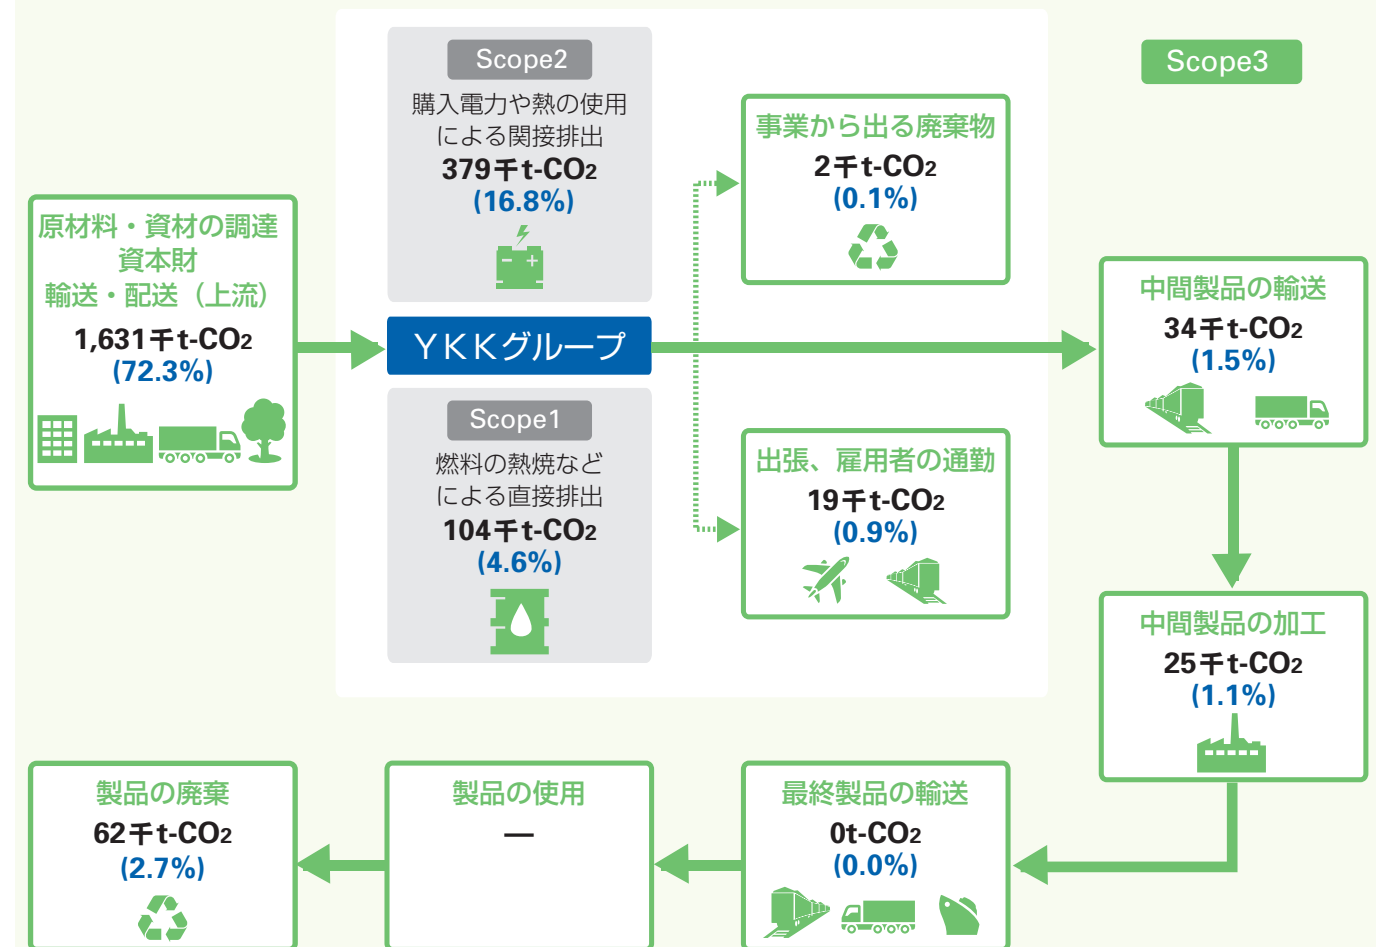 Scope2
購入電力や熱の使用
による関接排出
379千t-CO2
(16.8%)
Scope3
事業から出る廃棄物
2千t-CO2
(0.1%)
原材料・資材の調達
資本財
輸送・配送（上流）
1,631千t-CO2
(72.3%)
YKKグループ
中間製品の輸送
34千t-CO2
(1.5%)
Scope1
燃料の熱焼など
による直接排出
104千t-CO2
(4.6%)
出張、雇用者の通勤
19千t-CO2
(0.9%)
中間製品の加工
25千t-CO2
(1.1%)
最終製品の輸送
0t-CO2
(0.0%)
製品の使用
—
製品の廃棄
62千t-CO2
(2.7%)